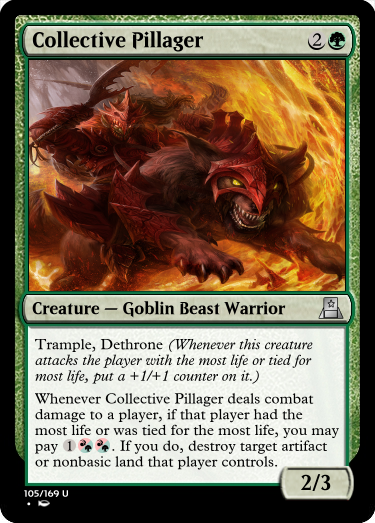 Collective Pillager 2
Creature — Goblin Beast Warrior
Trample, Dethrone (Whenever this creature
attacks the player with the most life or tied for
most life, put a +1/+1 counter on it.)
Whenever Collective Pillager deals combat
damage to a player, if that player had the
most life or was tied for the most life, you may
pay 1. If you do, destroy target artifact
or nonbasic land that player controls.
2/3
105/169 U